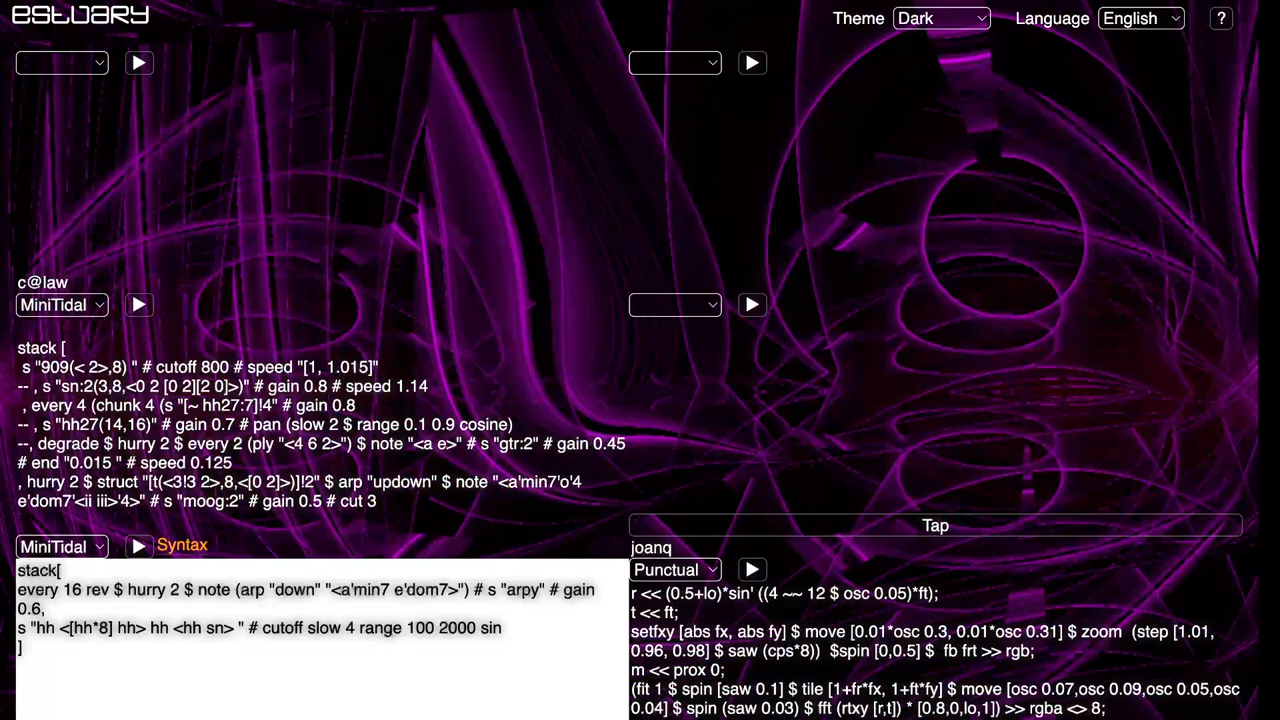 estuary
Theme Dark Language English ?
c@law
MiniTidal
stack [
s "909(< 2>,8) " # cutoff 800 # speed "[1, 1.015]"
-- , s "sn:2(3,8,<0 2 [0 2][2 0]>)" # gain 0.8 # speed 1.14
, every 4 (chunk 4 (s "[~ hh27:7]!4" # gain 0.8
-- , s "hh27(14,16)" # gain 0.7 # pan (slow 2 $ range 0.1 0.9 cosine)
--, degrade $ hurry 2 $ every 2 (ply "<4 6 2>") $ note "<a e>" # s "gtr:2" # gain 0.45
# end "0.015 " # speed 0.125
, hurry 2 $ struct "[t(<3!3 2>,8,<[0 2]>)]!2" $ arp "updown" $ note "<a'min7'o'4
e'dom7'<ii iii>'4>" # s "moog:2" # gain 0.5 # cut 3
MiniTidal Syntax
stack[
every 16 rev $ hurry 2 $ note (arp "down" "<a'min7 e'dom7>") # s "arpy" # gain
0.6,
s "hh <[hh*8] hh> hh <hh sn> " # cutoff slow 4 range 100 2000 sin
]
Tap
joanq
Punctual
r << (0.5+lo)*sin' ((4 ~~ 12 $ osc 0.05)*ft);
t << ft;
setfxy [abs fx, abs fy] $ move [0.01*osc 0.3, 0.01*osc 0.31] $ zoom (step [1.01,
0.96, 0.98] $ saw (cps*8)) $spin [0,0.5] $ fb frt >> rgb;
m << prox 0;
(fit 1 $ spin [saw 0.1] $ tile [1+fr*fx, 1+ft*fy] $ move [osc 0.07,osc 0.09,osc 0.05,osc
0.04] $ spin (saw 0.03) $ fft (rtxy [r,t]) * [0.8,0,lo,1]) >> rgba <> 8;